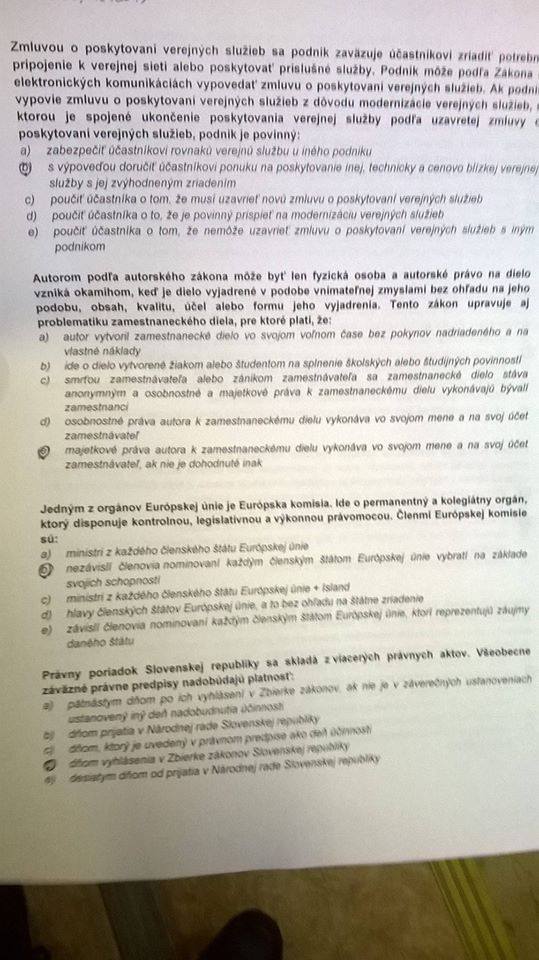 Zmluvou o poskytovaní verejných služieb sa podnik zaväzuje účastníkovi zriadiť potrebn
pripojenie k verejnej sieti alebo poskytovať príslušné služby. Podnik môže podľa Zákona
elektronických komunikáciách vypovedať zmluvu o poskytovaní verejných služieb. Ak podni
vypovie zmluvu o poskytovaní verejných služieb z dôvodu modernizácie verejných služieb,
ktorou je spojené ukončenie poskytovania verejnej služby podľa uzavretej zmluvy
poskytovaní verejných služieb, podnik je povinný:
a) zabezpečiť účastníkovi rovnakú verejnú službu u iného podniku
b) s výpoveďou doručiť účastníkovi ponuku na poskytovanie inej, technicky a cenovo blízkej verejnej
služby s jej zvýhodneným zriadením
c) poučiť účastníka o tom, že musí uzavrieť novú zmluvu o poskytovaní verejných služieb
d) poučiť účastníka o to, že je povinný prispieť na modernizáciu verejných služieb
e) poučiť účastníka o tom, že nemôže uzavrieť zmluvu o poskytovaní verejných služieb s iným
podnikom
Autorom podľa autorského zákona môže byť len fyzická osoba a autorské právo na dielo
vzniká okamihom, keď je dielo vyjadrené v podobe vnímateľnej zmyslami bez ohľadu na jeho
podobu, obsah, kvalitu, účel alebo formu jeho vyjadrenia. Tento zákon upravuje aj
problematiku zamestnaneckého diela, pre ktoré platí, že:
a) autor vytvoril zamestnanecké dielo vo svojom voľnom čase bez pokynov nadriadeného a na
vlastné náklady
b) ide o dielo vytvorené žiakom alebo študentom na splnenie školských alebo študijných povinností
c) smrťou zamestnávateľa alebo zánikom zamestnávateľa sa zamestnanecké dielo stáva
anonymným a osobnostné a majetkové práva k zamestnaneckému dielu vykonávajú bývalí
zamestnanci
d) osobnostné práva autora k zamestnaneckému dielu vykonáva vo svojom mene a na svoj účet
zamestnávateľ
e) majetkové práva autora k zamestnaneckému dielu vykonáva vo svojom mene a na svoj účet
zamestnávateľ, ak nie je dohodnuté inak
Jedným z orgánov Európskej únie je Európska komisia. Ide o permanentný a kolegiátny orgán,
ktorý disponuje kontrolnou, legislatívnou a výkonnou právomocou. Členmi Európskej komisie
sú:
a) ministri z každého členského štátu Európskej únie
b) nezávislí členovia nominovaní každým členským štátom Európskej únie vybratí na základe
svojich schopností
c) ministri z každého členského štátu Európskej únie + Island
d) hlavy členských štátov Európskej únie, a to bez ohľadu na štátne zriadenie
e) závislí členovia nominovaní každým členským štátom Európskej únie, ktorí reprezentujú záujmy
daného štátu
Právny poriadok Slovenskej republiky sa skladá z viacerých právnych aktov. Všeobecne
záväzné právne predpisy nadobúdajú platnosť:
a) pätnástym dňom po ich vyhlásení v Zbierke zákonov, ak nie je v záverečných ustanoveniach
ustanovený iný deň nadobudnutia účinnosti
b) dňom prijatia v Národnej rade Slovenskej republiky
c) dňom, ktorý je uvedený v právnom predpise ako deň účinnosti
d) dňom vyhlásenia v Zbierke zákonov Slovenskej republiky
e) desiatym dňom od prijatia v Národnej rade Slovenskej republiky